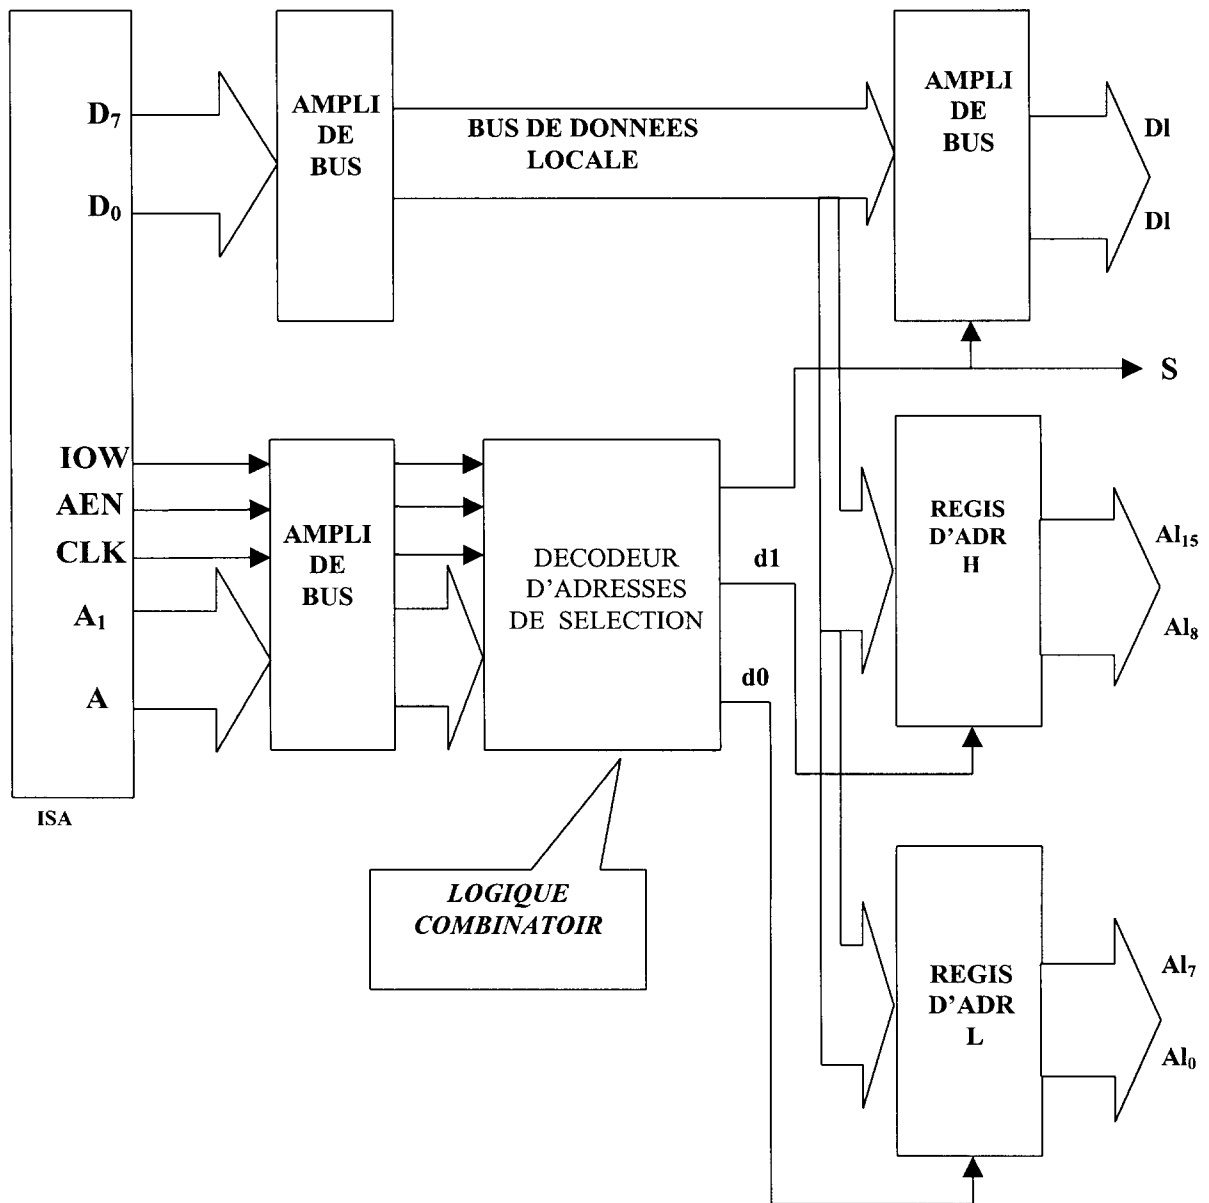 D₇
D₀
AMPLI
DE
BUS
BUS DE DONNEES
LOCALE
AMPLI
DE
BUS
Dl
Dl
S
IOW
AEN
CLK
A₁
A
ISA
AMPLI
DE
BUS
DECODEUR
D'ADRESSES
DE SELECTION
d1
d0
REGIS
D'ADR
H
Al₁₅
Al₈
LOGIQUE
COMBINATOIR
REGIS
D'ADR
L
Al₇
Al₀